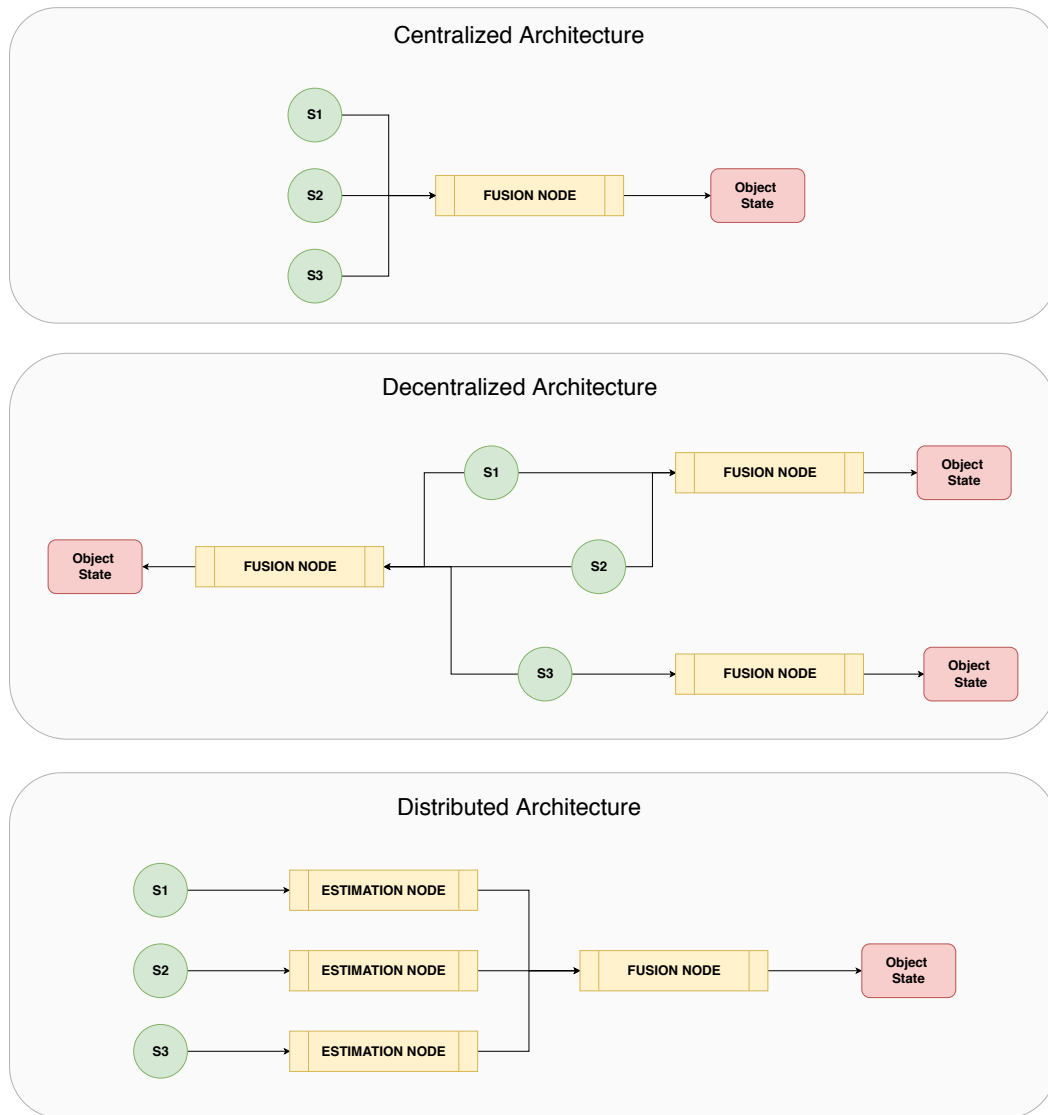 Centralized Architecture
S1
S2
FUSION NODE
Object
State
S3
Decentralized Architecture
S1
FUSION NODE
Object
State
Object
State
FUSION NODE
S2
S3
FUSION NODE
Object
State
Distributed Architecture
S1
ESTIMATION NODE
S2
ESTIMATION NODE
FUSION NODE
Object
State
S3
ESTIMATION NODE